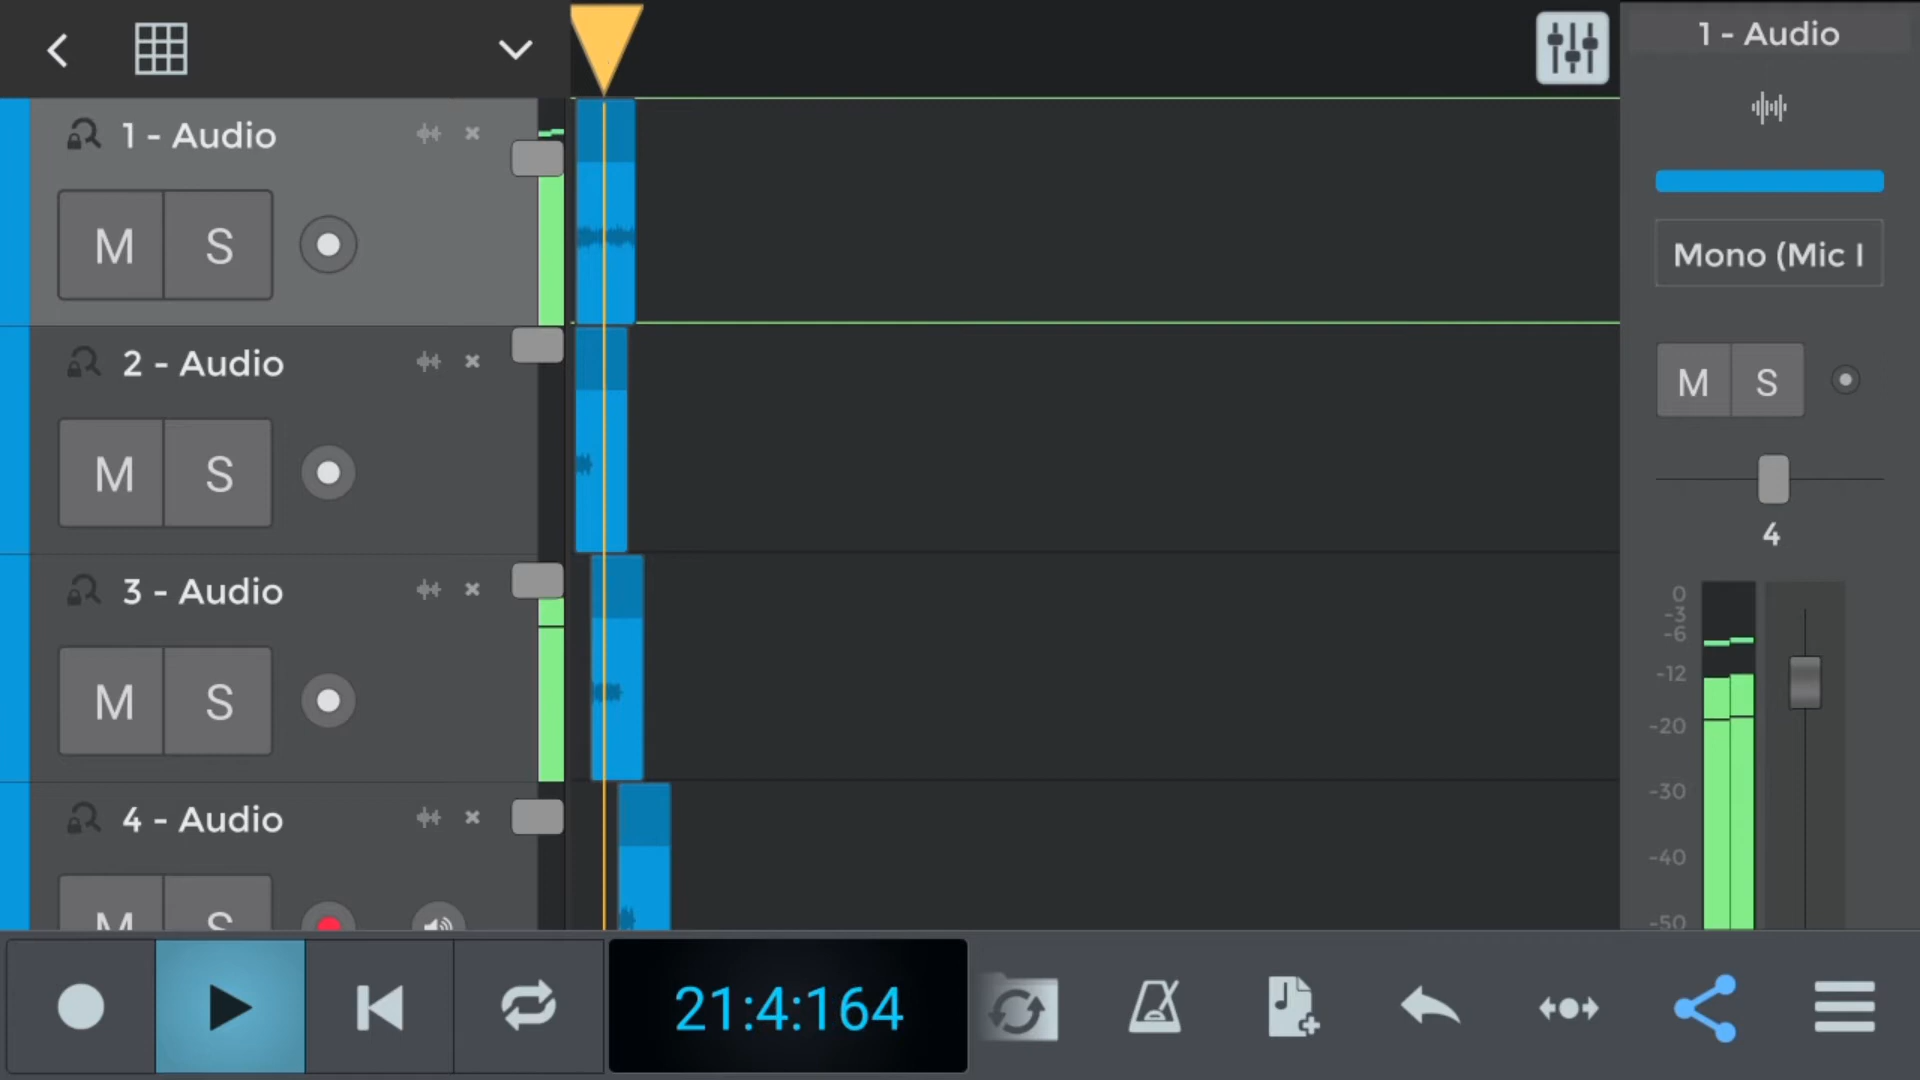 1 - Audio
1 - Audio
M S
Mono (Mic I
2 - Audio
M S
M S
4
3 - Audio
M S
0
-3
-6
-12
-20
-30
-40
-50
4 - Audio
M S
21:4:164